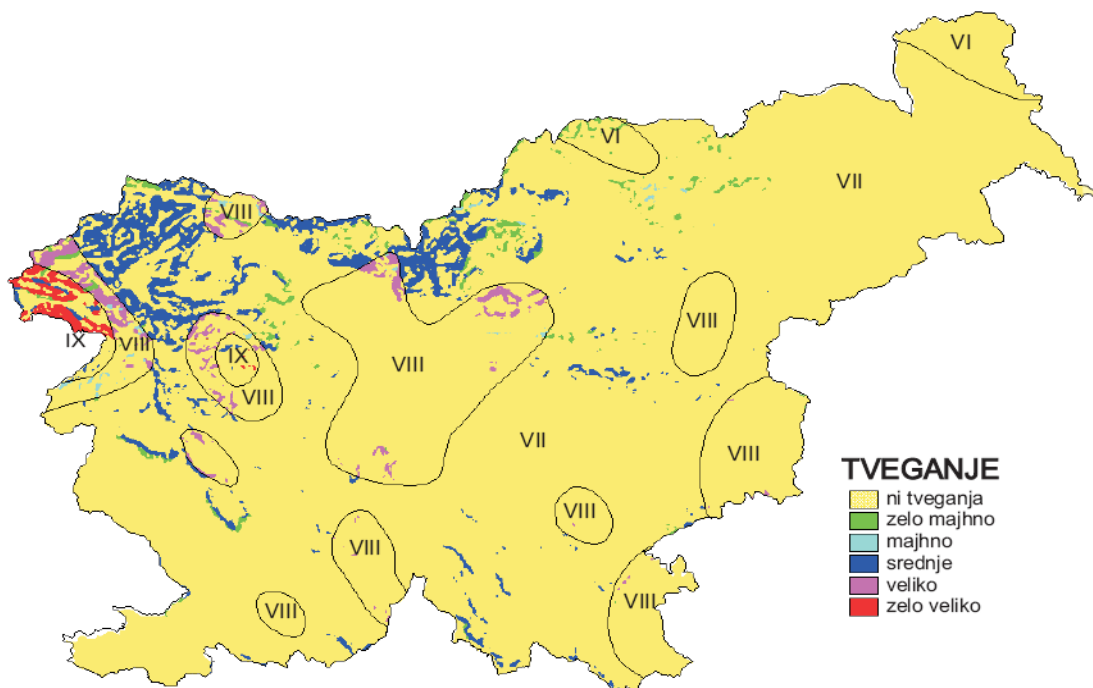 VI
VI
VII
VIII
VIII
IX
VIII
VIII
IX
VIII
VII
VIII
VIII
VIII
VIII
VIII
TVEGANJE
ni tveganja
zelo majhno
majhno
srednje
veliko
zelo veliko